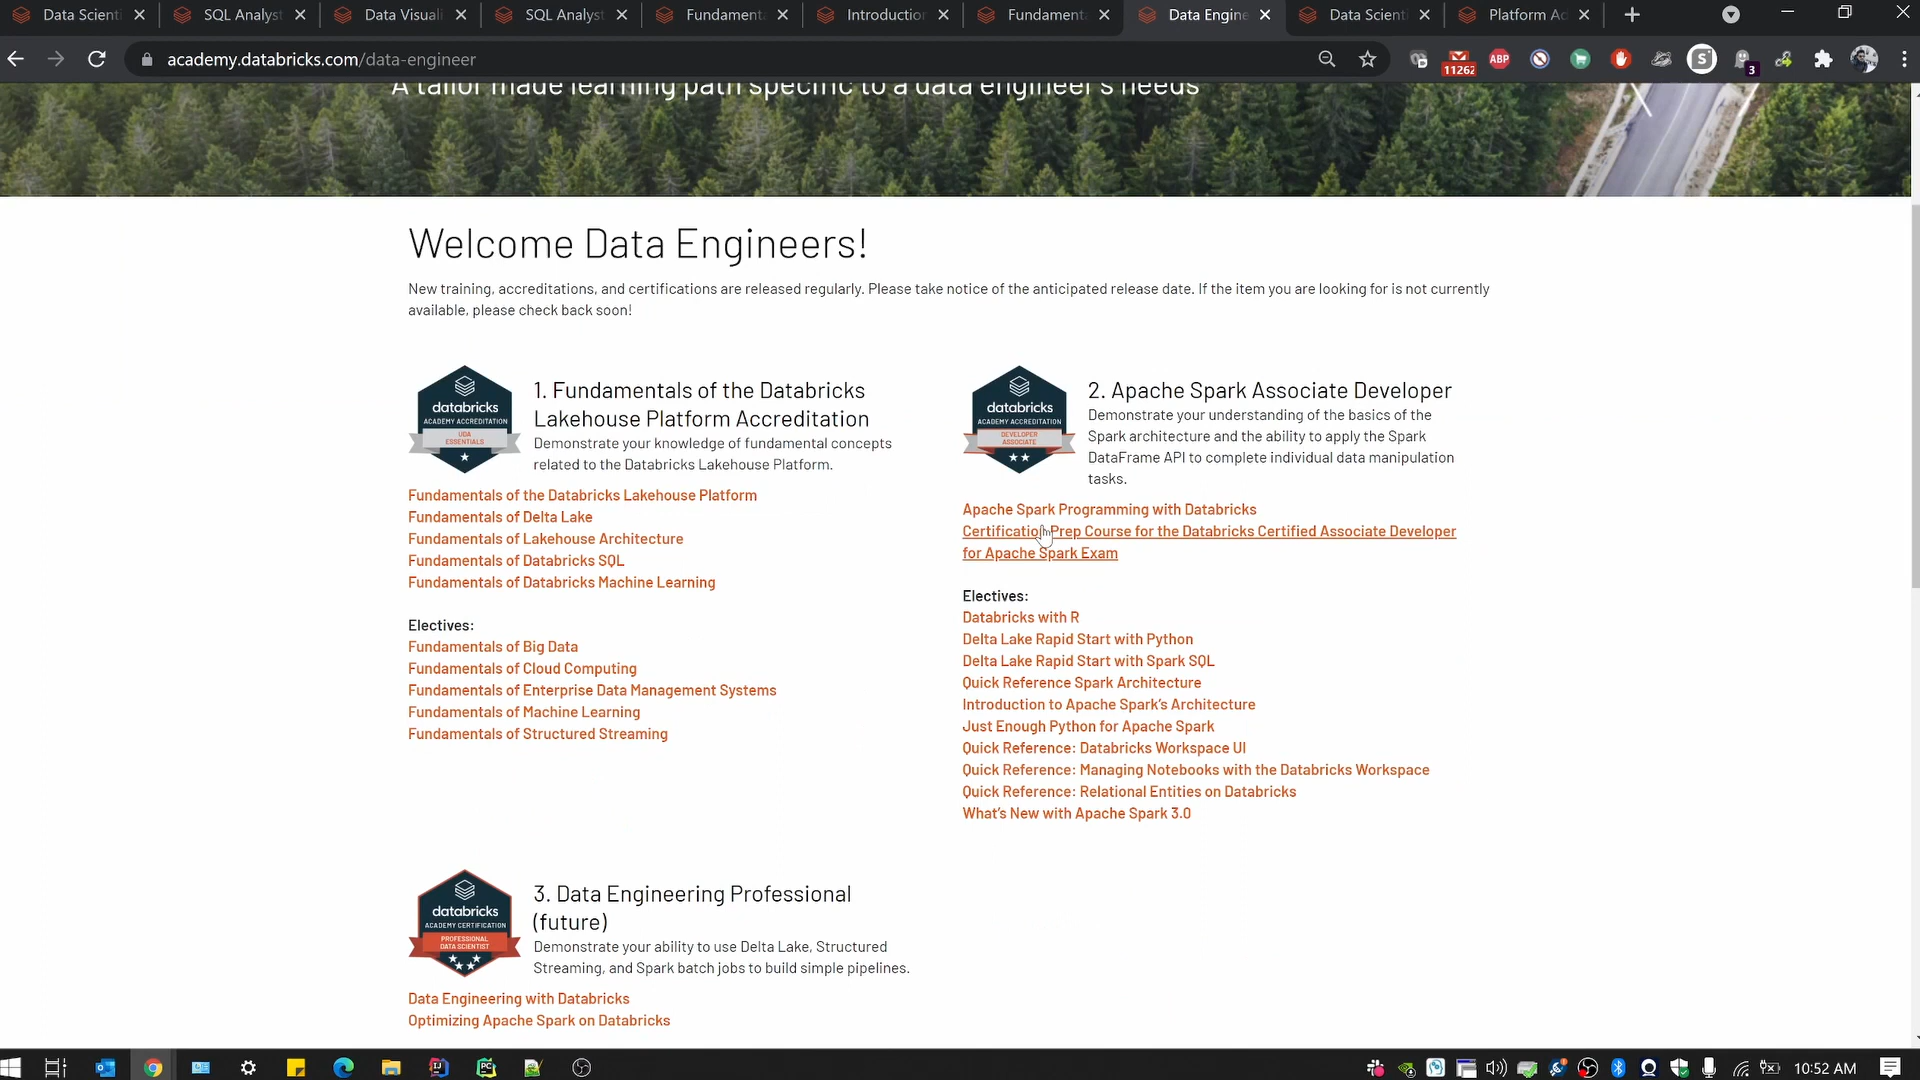 Data Scienti
SQL Analyst
Data Visuali
SQL Analyst
Fundament
Introduction
Fundament
Data Engine
Data Scient
Platform Ad
academy.databricks.com/data-engineer
11262
ABP
S
3
A tailor made learning path specific to a data engineer's needs
Welcome Data Engineers!
New training, accreditations, and certifications are released regularly. Please take notice of the anticipated release date. If the item you are looking for is not currently
available, please check back soon!
databricks
ACADEMY ACCREDITATION
UDA
ESSENTIALS
1. Fundamentals of the Databricks
Lakehouse Platform Accreditation
Demonstrate your knowledge of fundamental concepts
related to the Databricks Lakehouse Platform.
Fundamentals of the Databricks Lakehouse Platform
Fundamentals of Delta Lake
Fundamentals of Lakehouse Architecture
Fundamentals of Databricks SQL
Fundamentals of Databricks Machine Learning
Electives:
Fundamentals of Big Data
Fundamentals of Cloud Computing
Fundamentals of Enterprise Data Management Systems
Fundamentals of Machine Learning
Fundamentals of Structured Streaming
databricks
ACADEMY ACCREDITATION
DEVELOPER
ASSOCIATE
2. Apache Spark Associate Developer
Demonstrate your understanding of the basics of the
Spark architecture and the ability to apply the Spark
DataFrame API to complete individual data manipulation
tasks.
Apache Spark Programming with Databricks
Certification Prep Course for the Databricks Certified Associate Developer
for Apache Spark Exam
Electives:
Databricks with R
Delta Lake Rapid Start with Python
Delta Lake Rapid Start with Spark SQL
Quick Reference Spark Architecture
Introduction to Apache Spark's Architecture
Just Enough Python for Apache Spark
Quick Reference: Databricks Workspace UI
Quick Reference: Managing Notebooks with the Databricks Workspace
Quick Reference: Relational Entities on Databricks
What's New with Apache Spark 3.0
databricks
ACADEMY CERTIFICATION
PROFESSIONAL
DATA SCIENTIST
3. Data Engineering Professional
(future)
Demonstrate your ability to use Delta Lake, Structured
Streaming, and Spark batch jobs to build simple pipelines.
Data Engineering with Databricks
Optimizing Apache Spark on Databricks
10:52 AM